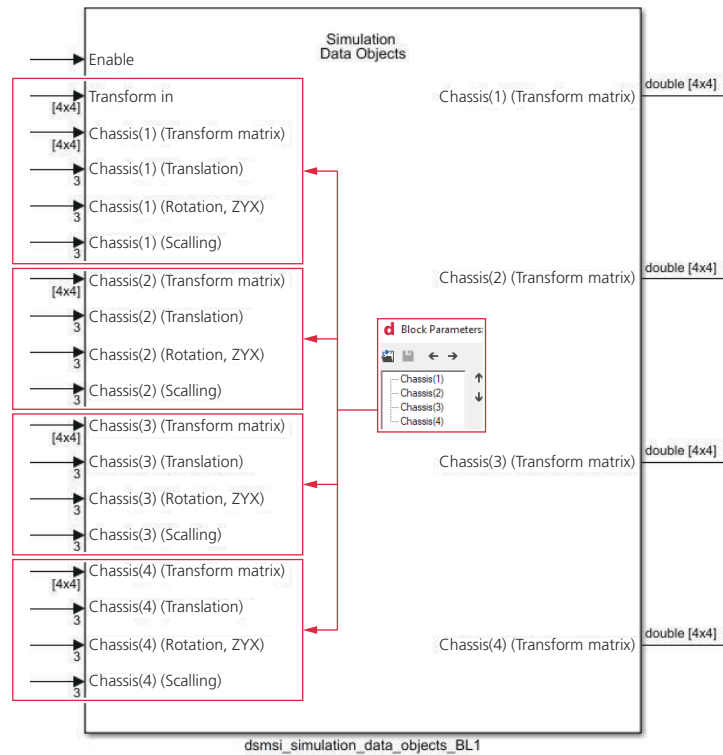 Simulation
Data Objects
Enable
Transform in
[4x4]
Chassis(1) (Transform matrix)
[4x4]
Chassis(1) (Translation)
3
Chassis(1) (Rotation, ZYX)
3
Chassis(1) (Scalling)
3
Chassis(2) (Transform matrix)
[4x4]
Chassis(2) (Translation)
3
Chassis(2) (Rotation, ZYX)
3
Chassis(2) (Scalling)
3
Chassis(3) (Transform matrix)
[4x4]
Chassis(3) (Translation)
3
Chassis(3) (Rotation, ZYX)
3
Chassis(3) (Scalling)
3
Chassis(4) (Transform matrix)
[4x4]
Chassis(4) (Translation)
3
Chassis(4) (Rotation, ZYX)
3
Chassis(4) (Scalling)
3
d Block Parameters:
Chassis(1)
Chassis(2)
Chassis(3)
Chassis(4)
double [4x4]
Chassis(1) (Transform matrix)
double [4x4]
Chassis(2) (Transform matrix)
double [4x4]
Chassis(3) (Transform matrix)
double [4x4]
Chassis(4) (Transform matrix)
dsmsi_simulation_data_objects_BL1